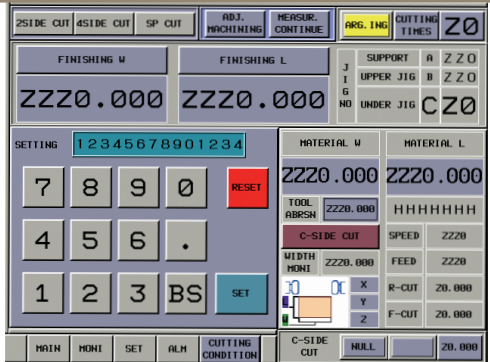 2SIDE CUT 4SIDE CUT SP CUT ADJ. MACHINING MEASUR. CONTINUE ARG.ING CUTTING TIMES Z0
FINISHING W FINISHING L
ZZZ0.000 ZZZ0.000
JIG NO
SUPPORT A ZZ0
UPPER JIG B ZZ0
UNDER JIG C Z0
SETTING 12345678901234
7 8 9 0 RESET
4 5 6 .
1 2 3 BS SET
MATERIAL W MATERIAL L
ZZZ0.000 ZZZ0.000
TOOL ABRSN ZZZ0.000 HHHHHHH
C-SIDE CUT SPEED ZZZ0
WIDTH MONI ZZZ0.000 FEED ZZZ0
X R-CUT Z0.000
Y
Z F-CUT Z0.000
MAIN MONI SET ALM CUTTING CONDITION
C-SIDE CUT NULL Z0.000